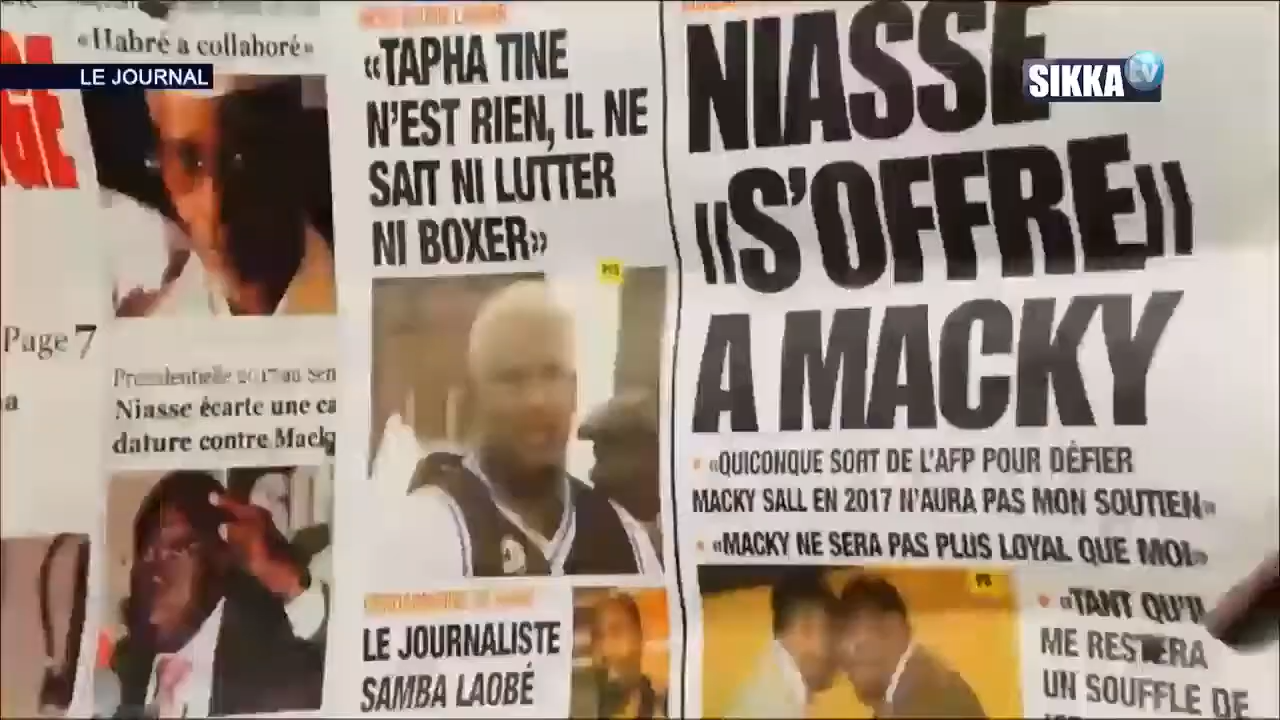 «Habré a collaboré»
LE JOURNAL
Page 7
Niasse écarte une ca
dature contre Mack
«TAPHA TINE
N'EST RIEN, IL NE
SAIT NI LUTTER
NI BOXER»
P15
LE JOURNALISTE
SAMBA LAOBÉ
SIKKA tv
NIASSE
«S'OFFRE»
A MACKY
• «QUICONQUE SORT DE L'AFP POUR DÉFIER
MACKY SALL EN 2017 N'AURA PAS MON SOUTIEN»
• «MACKY NE SERA PAS PLUS LOYAL QUE MOI»
• «TANT QU'IL
ME RESTERA
UN SOUFFLE DE